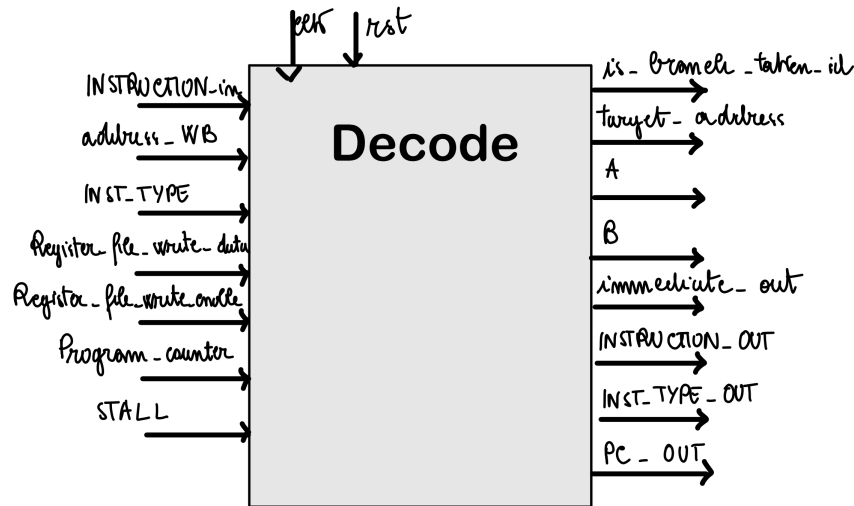 clk
rst
INSTRUCTION_in
address_WB
INST_TYPE
Register_file_write_data
Register_file_write_enable
Program_counter
STALL
Decode
is_branch_taken_id
target_address
A
B
immediate_out
INSTRUCTION_OUT
INST_TYPE_OUT
PC_OUT